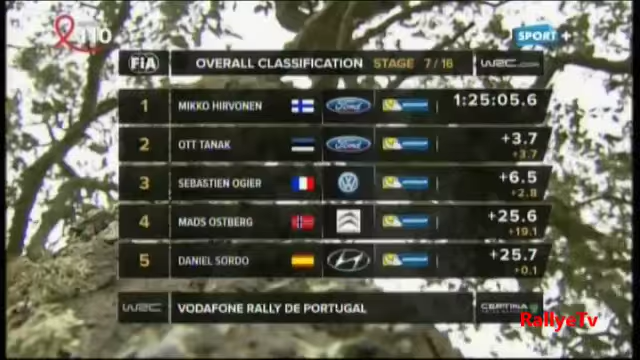 110
SPORT +
FIA OVERALL CLASSIFICATION STAGE 7/16 WRC
1 MIKKO HIRVONEN Ford 1:25:05.6
2 OTT TANAK Ford +3.7
+3.7
3 SEBASTIEN OGIER +6.5
+2.8
4 MADS OSTBERG +25.6
+19.1
5 DANIEL SORDO +25.7
+0.1
WRC VODAFONE RALLY DE PORTUGAL CERTINA
RallyeTv